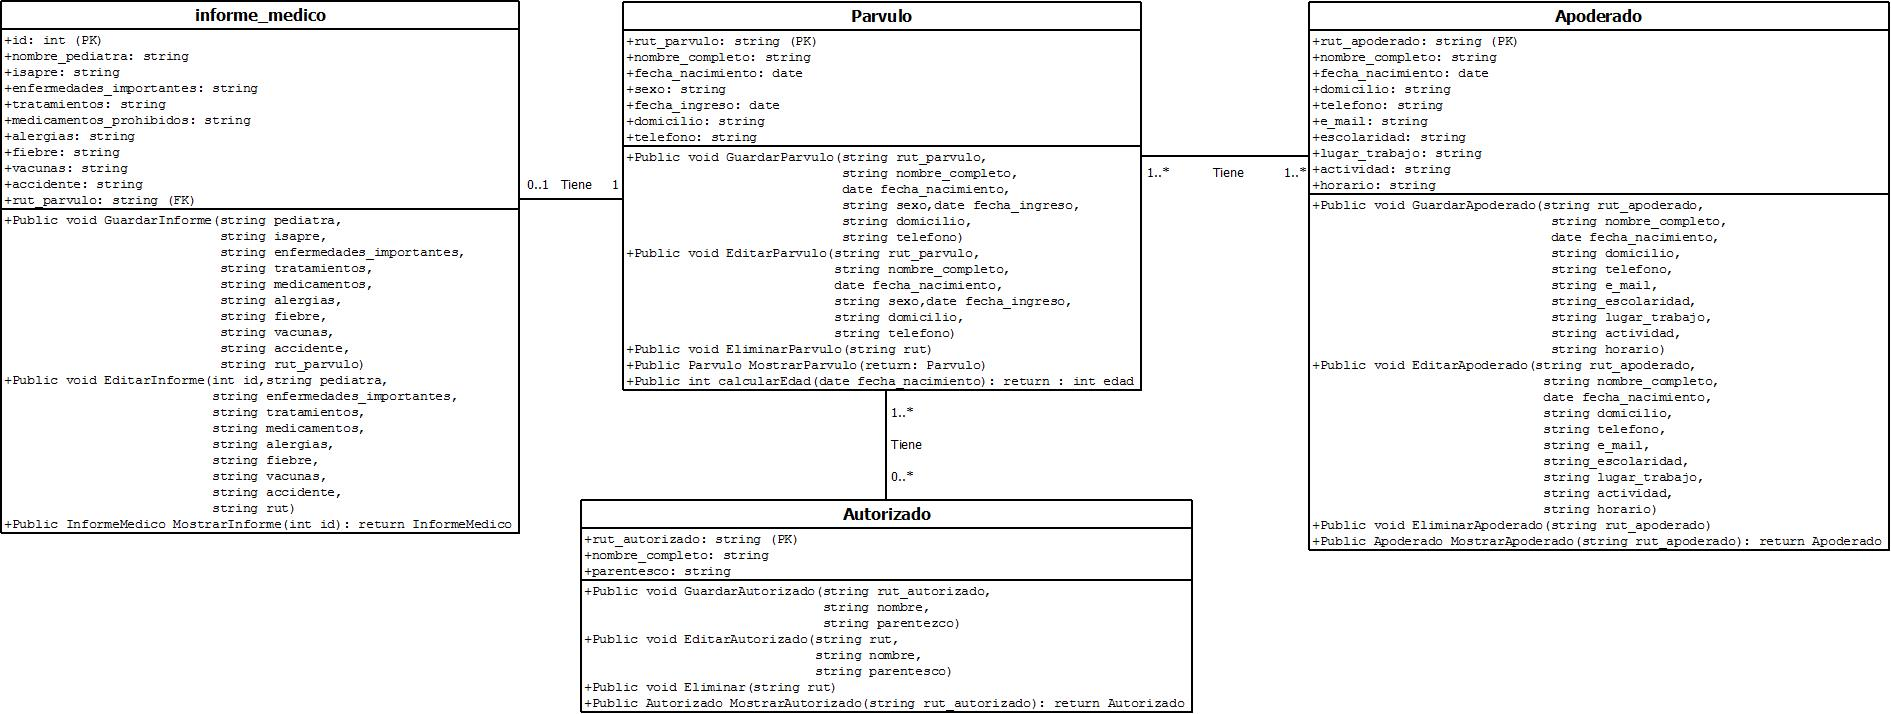 informe_medico
+id: int (PK)
+nombre_pediatra: string
+isapre: string
+enfermedades_importantes: string
+tratamientos: string
+medicamentos_prohibidos: string
+alergias: string
+fiebre: string
+vacunas: string
+accidente: string
+rut_parvulo: string (FK)
+Public void GuardarInforme(string pediatra,
string isapre,
string enfermedades_importantes,
string tratamientos,
string medicamentos,
string alergias,
string fiebre,
string vacunas,
string accidente,
string rut_parvulo)
+Public void EditarInforme(int id,string pediatra,
string enfermedades_importantes,
string tratamientos,
string medicamentos,
string alergias,
string fiebre,
string vacunas,
string accidente,
string rut)
+Public InformeMedico MostrarInforme(int id): return InformeMedico
0..1 Tiene 1
Parvulo
+rut_parvulo: string (PK)
+nombre_completo: string
+fecha_nacimiento: date
+sexo: string
+fecha_ingreso: date
+domicilio: string
+telefono: string
+Public void GuardarParvulo(string rut_parvulo,
string nombre_completo,
date fecha_nacimiento,
string sexo,date fecha_ingreso,
string domicilio,
string telefono)
+Public void EditarParvulo(string rut_parvulo,
string nombre_completo,
date fecha_nacimiento,
string sexo,date fecha_ingreso,
string domicilio,
string telefono)
+Public void EliminarParvulo(string rut)
+Public Parvulo MostrarParvulo(return: Parvulo)
+Public int calcularEdad(date fecha_nacimiento): return : int edad
1..* Tiene 1..*
Apoderado
+rut_apoderado: string (PK)
+nombre_completo: string
+fecha_nacimiento: date
+domicilio: string
+telefono: string
+e_mail: string
+escolaridad: string
+lugar_trabajo: string
+actividad: string
+horario: string
+Public void GuardarApoderado(string rut_apoderado,
string nombre_completo,
date fecha_nacimiento,
string domicilio,
string telefono,
string e_mail,
string_escolaridad,
string lugar_trabajo,
string actividad,
string horario)
+Public void EditarApoderado(string rut_apoderado,
string nombre_completo,
date fecha_nacimiento,
string domicilio,
string telefono,
string e_mail,
string_escolaridad,
string lugar_trabajo,
string actividad,
string horario)
+Public void EliminarApoderado(string rut_apoderado)
+Public Apoderado MostrarApoderado(string rut_apoderado): return Apoderado
1..*
Tiene
0..*
Autorizado
+rut_autorizado: string (PK)
+nombre_completo: string
+parentesco: string
+Public void GuardarAutorizado(string rut_autorizado,
string nombre,
string parentezco)
+Public void EditarAutorizado(string rut,
string nombre,
string parentesco)
+Public void Eliminar(string rut)
+Public Autorizado MostrarAutorizado(string rut_autorizado): return Autorizado